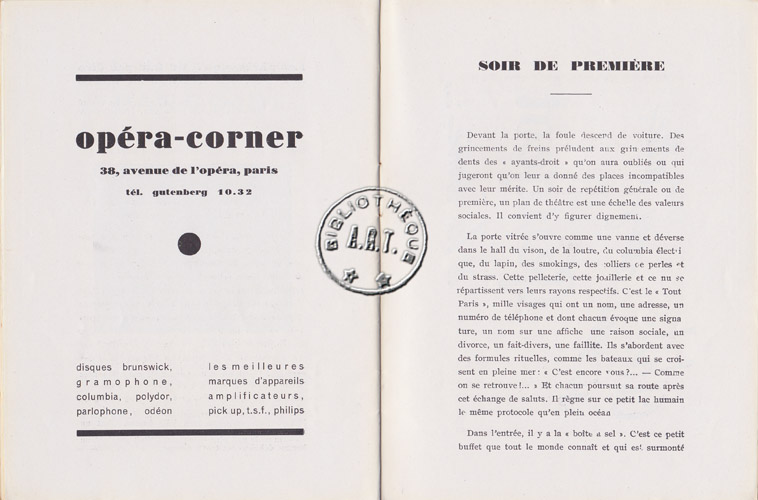 opéra-corner
38, avenue de l'opéra, paris
tél. gutenberg 10.32
disques brunswick,
gramophone,
columbia, polydor,
parlophone, odéon
les meilleures
marques d'appareils
amplificateurs,
pick up, t.s.f., philips
BIBLIOTHÈQUE
A.R.T.
SOIR DE PREMIÈRE
Devant la porte, la foule descend de voiture. Des
grincements de freins préludent aux grin ements de
dents des « ayants-droit » qu'on aura oubliés ou qui
jugeront qu'on leur a donné des places incompatibles
avec leur mérite. Un soir de repétition générale ou de
première, un plan de théâtre est une échelle des valeurs
sociales. Il convient d'y figurer dignement.
La porte vitrée s'ouvre comme une vanne et déverse
dans le hall du vison, de la loutre, du columbia élect·i
que, du lapin, des smokings, des colliers de perles et
du strass. Cette pelleterie, cette joaillerie et ce nu se
répartissent vers leurs rayons respectifs. C'est le « Tout
Paris », mille visages qui ont un nom, une adresse, un
numéro de téléphone et dont chacun évoque une signa
ture, un nom sur une affiche une raison sociale, un
divorce, un fait-divers, une faillite. Ils s'abordent avec
des formules rituelles, comme les bateaux qui se croi-
sent en pleine mer : « C'est encore vous ?... — Comme
on se retrouve !... » Et chacun poursuit sa route après
cet échange de saluts. Il règne sur ce petit lac humain
le même protocole qu'en plein océan
Dans l'entrée, il y a la « boîte à sel ». C'est ce petit
buffet que tout le monde connaît et qui est surmonté